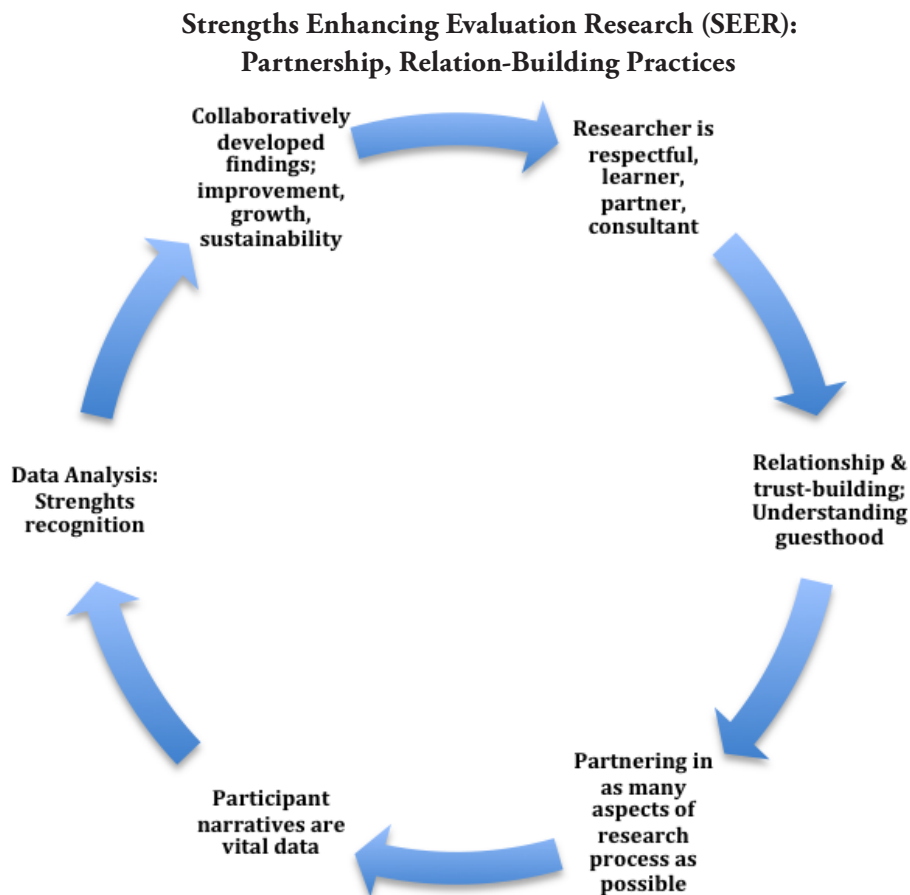 Strengths Enhancing Evaluation Research (SEER):
Partnership, Relation-Building Practices
Collaboratively
developed
findings;
improvement,
growth,
sustainability
Researcher is
respectful,
learner,
partner,
consultant
Relationship &
trust-building;
Understanding
guesthood
Partnering in
as many
aspects of
research
process as
possible
Participant
narratives are
vital data
Data Analysis:
Strenghts
recognition